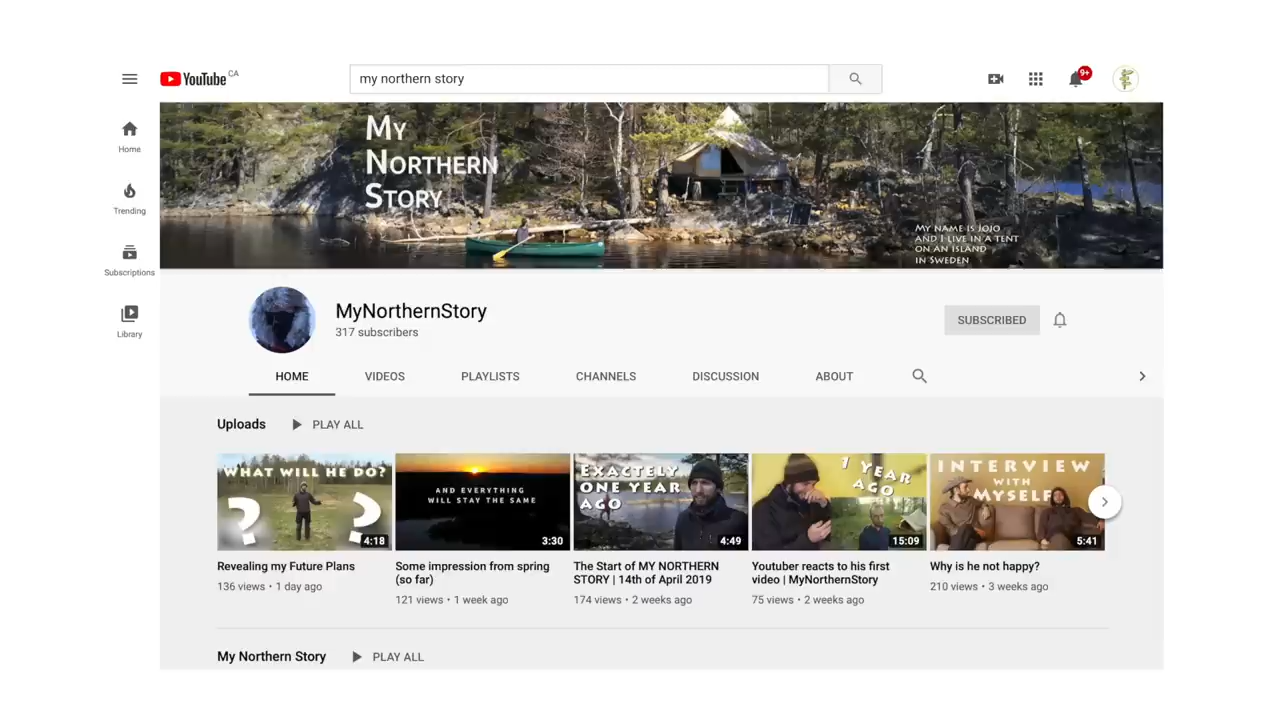 YouTube CA
my northern story
9+
Home
Trending
Subscriptions
Library
MY
NORTHERN
STORY
MY NAME IS JOJO
AND I LIVE IN A TENT
ON AN ISLAND
IN SWEDEN
MyNorthernStory
317 subscribers
SUBSCRIBED
HOME VIDEOS PLAYLISTS CHANNELS DISCUSSION ABOUT
Uploads PLAY ALL
WHAT WILL HE DO?
? ?
4:18
AND EVERYTHING
WILL STAY THE SAME
3:30
EXACTELY
ONE YEAR
AGO
4:49
1 YEAR
AGO
15:09
INTERVIEW
WITH
MYSELF
5:41
Revealing my Future Plans
136 views • 1 day ago
Some impression from spring
(so far)
121 views • 1 week ago
The Start of MY NORTHERN
STORY | 14th of April 2019
174 views • 2 weeks ago
Youtuber reacts to his first
video | MyNorthernStory
75 views • 2 weeks ago
Why is he not happy?
210 views • 3 weeks ago
My Northern Story PLAY ALL